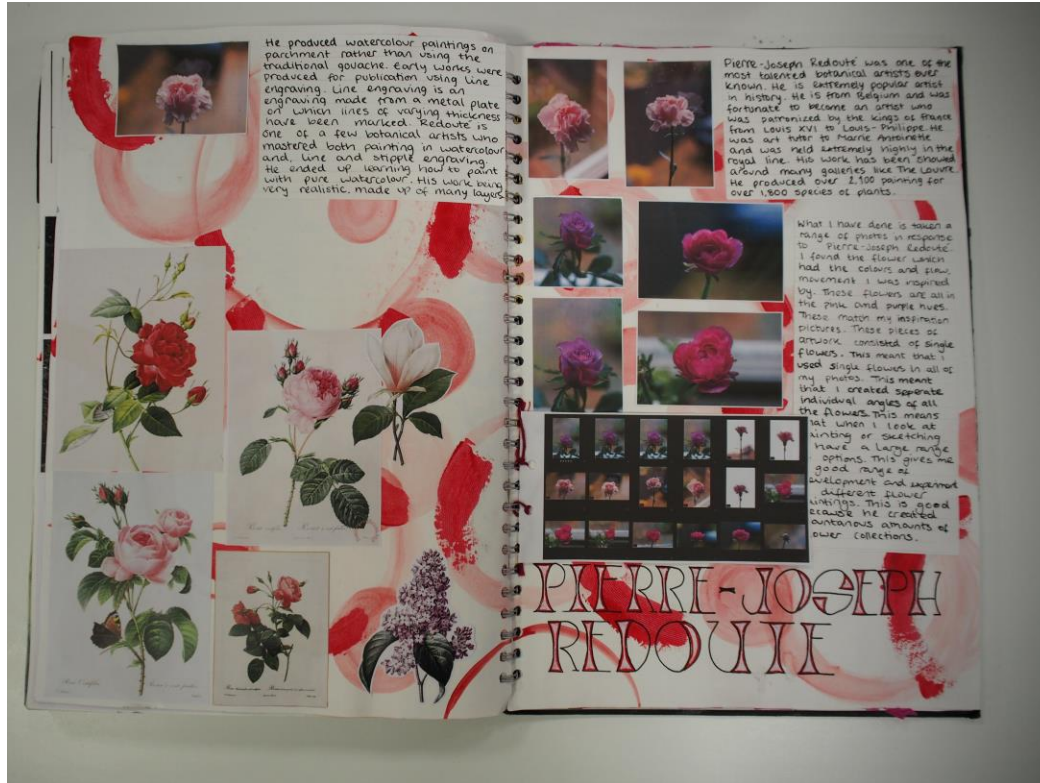 He produced watercolour paintings on
parchment rather than using the
traditional gouache. Early works were
produced for publication using line
engraving. Line engraving is an
engraving made from a metal plate
on which lines of varying thickness
have been marked. Redouté is
one of a few botanical artists who
mastered both painting in watercolour
and, line and stipple engraving.
He ended up learning how to paint
with pure watercolour. His work being
very realistic, made up of many layers.
Pierre-Joseph Redouté was one of the
most talented botanical artists ever
known. He is extremely popular artist
in history. He is from Belgium and was
fortunate to become an artist who
was patronized by the kings of france
from Louis XVI to Louis-Philippe. He
was art tutor to Marie Antoinette
and was held extremely highly in the
royal line. His work has been showed
around many galleries like The Louvre.
He produced over 2,100 painting for
over 1,800 species of plants.
What I have done is taken a
range of photos in response
to Pierre-Joseph Redouté.
I found the flower which
had the colours and
movement I was inspired
by. These flowers are all in
the pink and purple hues.
These match my inspiration
pictures. These pieces of
artwork consisted of single
flowers. This meant that I
used single flowers in all of
my photos. This meant
that I created seperate
individual angles of all
the flowers. This means
hat when I look at
ainting or sketching
have a large range
options. This gives me
good range of
evelopment and
different flower
aintings. This is good
ecause he created
ountanous amounts of
ower collections.
PIERRE-JOSEPH
REDOUTE